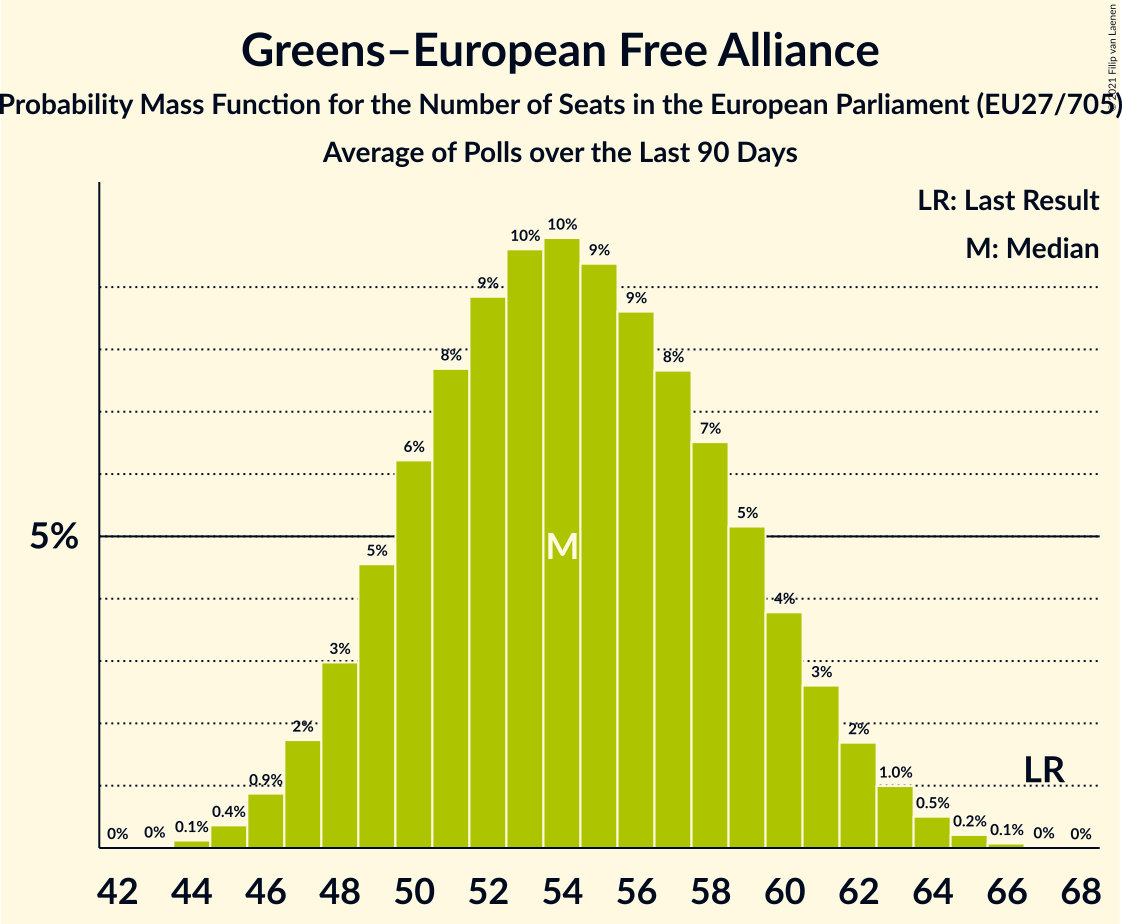 Greens–European Free Alliance
Probability Mass Function for the Number of Seats in the European Parliament (EU27/705)
Average of Polls over the Last 90 Days
© 2021 Filip van Laenen
LR: Last Result
M: Median
5%
0% 0% 0.1% 0.4% 0.9% 2% 3% 5% 6% 8% 9% 10% 10% 9% 9% 8% 7% 5% 4% 3% 2% 1.0% 0.5% 0.2% 0.1% 0% 0%
M
LR
42 44 46 48 50 52 54 56 58 60 62 64 66 68